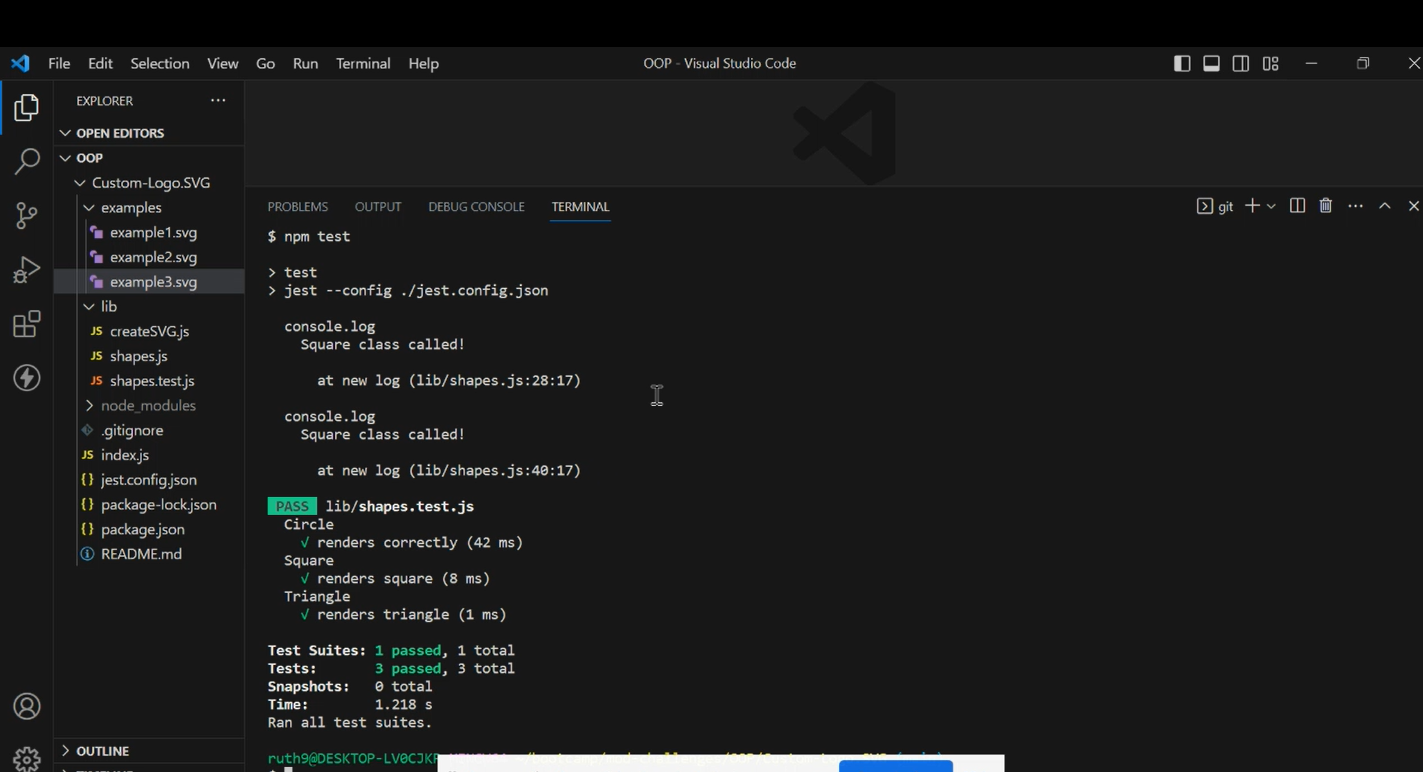 File Edit Selection View Go Run Terminal Help
OOP - Visual Studio Code
EXPLORER
OPEN EDITORS
OOP
Custom-Logo.SVG
examples
example1.svg
example2.svg
example3.svg
lib
JS createSVG.js
JS shapes.js
JS shapes.test.js
node_modules
.gitignore
JS index.js
{} jest.config.json
{} package-lock.json
{} package.json
README.md
OUTLINE
PROBLEMS OUTPUT DEBUG CONSOLE TERMINAL
git
$ npm test
> test
> jest --config ./jest.config.json
console.log
Square class called!
at new log (lib/shapes.js:28:17)
console.log
Square class called!
at new log (lib/shapes.js:40:17)
PASS lib/shapes.test.js
Circle
√ renders correctly (42 ms)
Square
√ renders square (8 ms)
Triangle
√ renders triangle (1 ms)
Test Suites: 1 passed, 1 total
Tests: 3 passed, 3 total
Snapshots: 0 total
Time: 1.218 s
Ran all test suites.
$